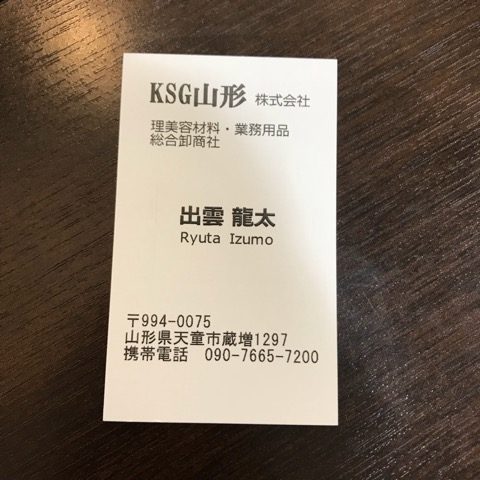 KSG山形 株式会社
理美容材料・業務用品
総合卸商社
出雲 龍太
Ryuta Izumo
〒994-0075
山形県天童市蔵増1297
携帯電話 090-7665-7200